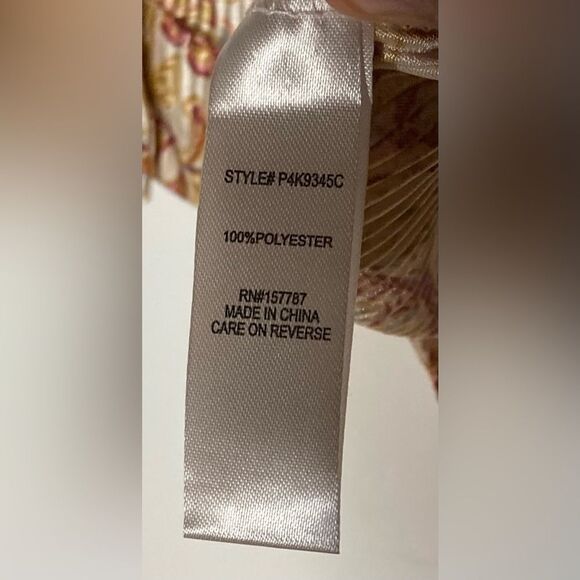 STYLE# P4K9345C
100%POLYESTER
RN#157787
MADE IN CHINA
CARE ON REVERSE